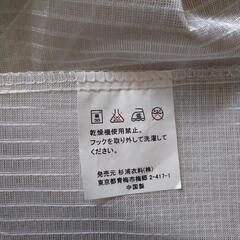 乾燥機使用禁止。
フックを取り外して洗濯して
ください。
発売元 杉浦衣料(株)
東京都青梅市梅郷 2-417-1
中国製